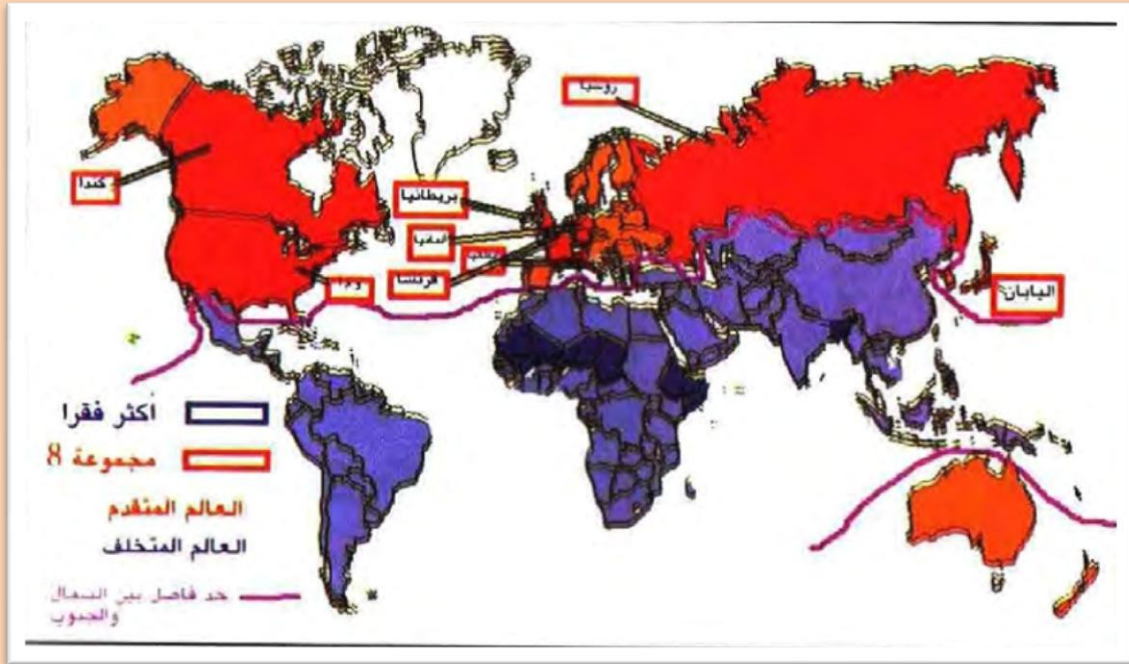 روسيا
كندا
بريطانيا
المانيا
فرنسا
اليابان
أكثر فقرا
مجموعة 8
العالم المتقدم
العالم المتخلف
حد فاصل بين الشمال
والجنوب